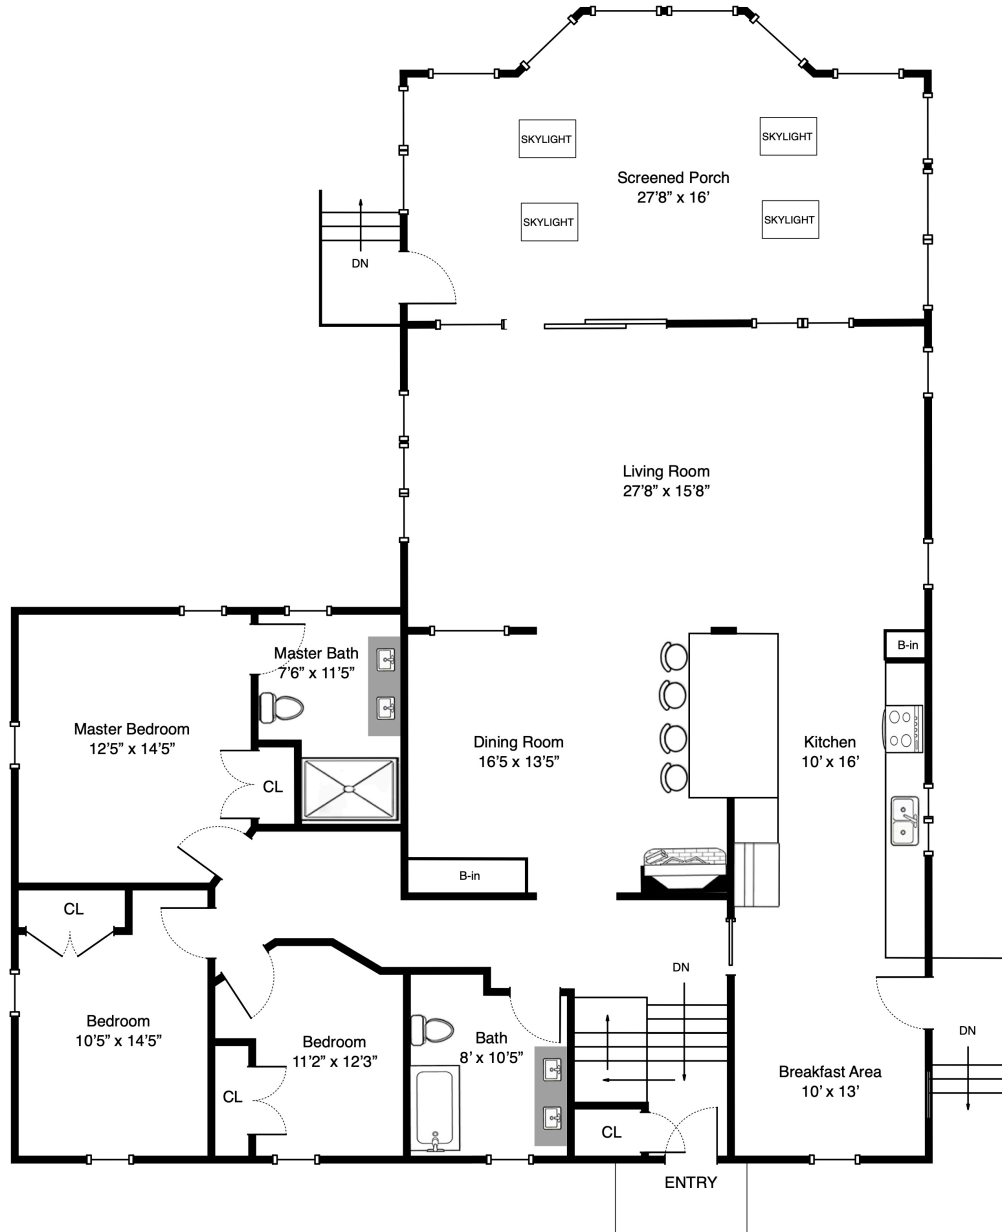 SKYLIGHT
SKYLIGHT
Screened Porch
27’8” x 16’
SKYLIGHT
SKYLIGHT
DN
Living Room
27’8” x 15’8”
B-in
Master Bath
7’6” x 11’5”
Master Bedroom
12’5” x 14’5”
Dining Room
16’5 x 13’5”
Kitchen
10’ x 16’
CL
B-in
CL
DN
Bedroom
10’5” x 14’5”
Bedroom
11’2” x 12’3”
Bath
8’ x 10’5”
DN
Breakfast Area
10’ x 13’
CL
CL
ENTRY